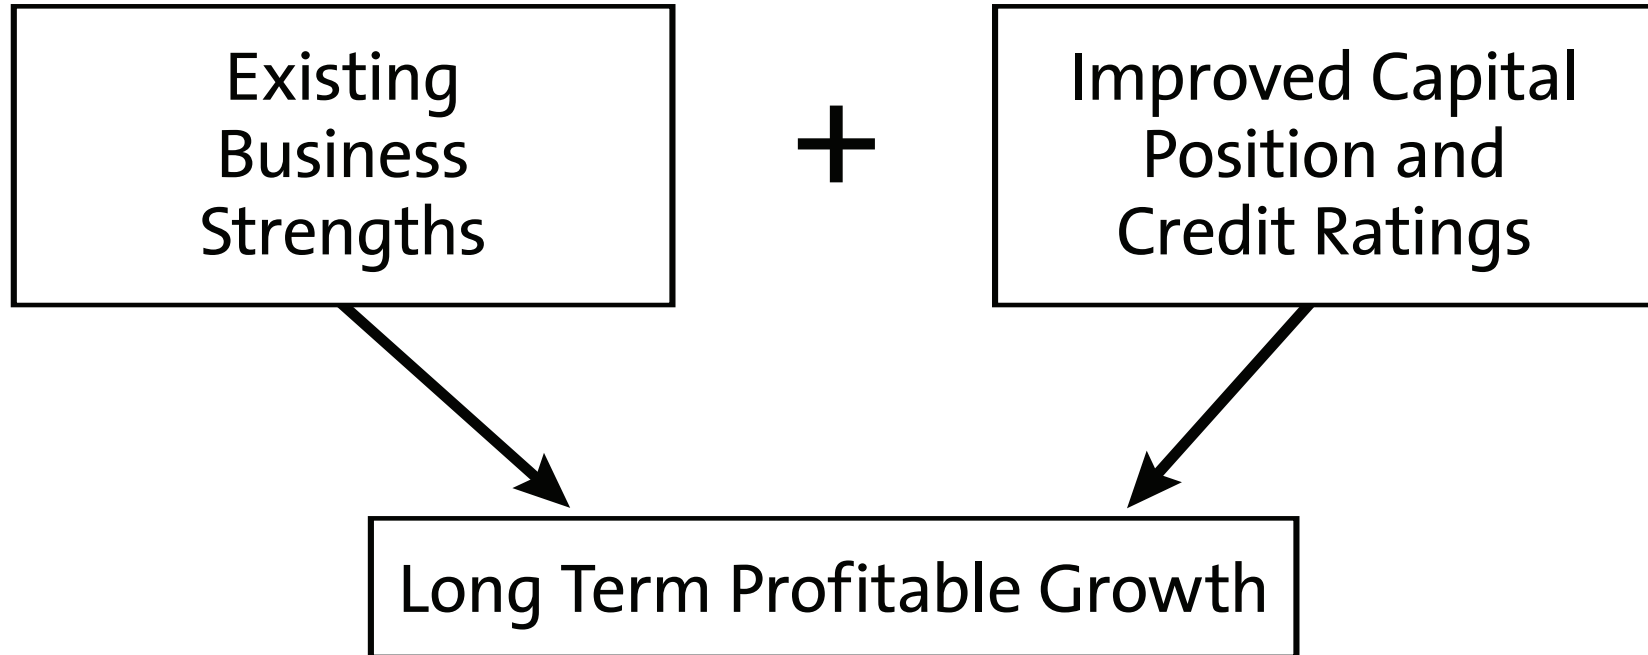 Existing
Business
Strengths
+
Improved Capital
Position and
Credit Ratings
Long Term Profitable Growth